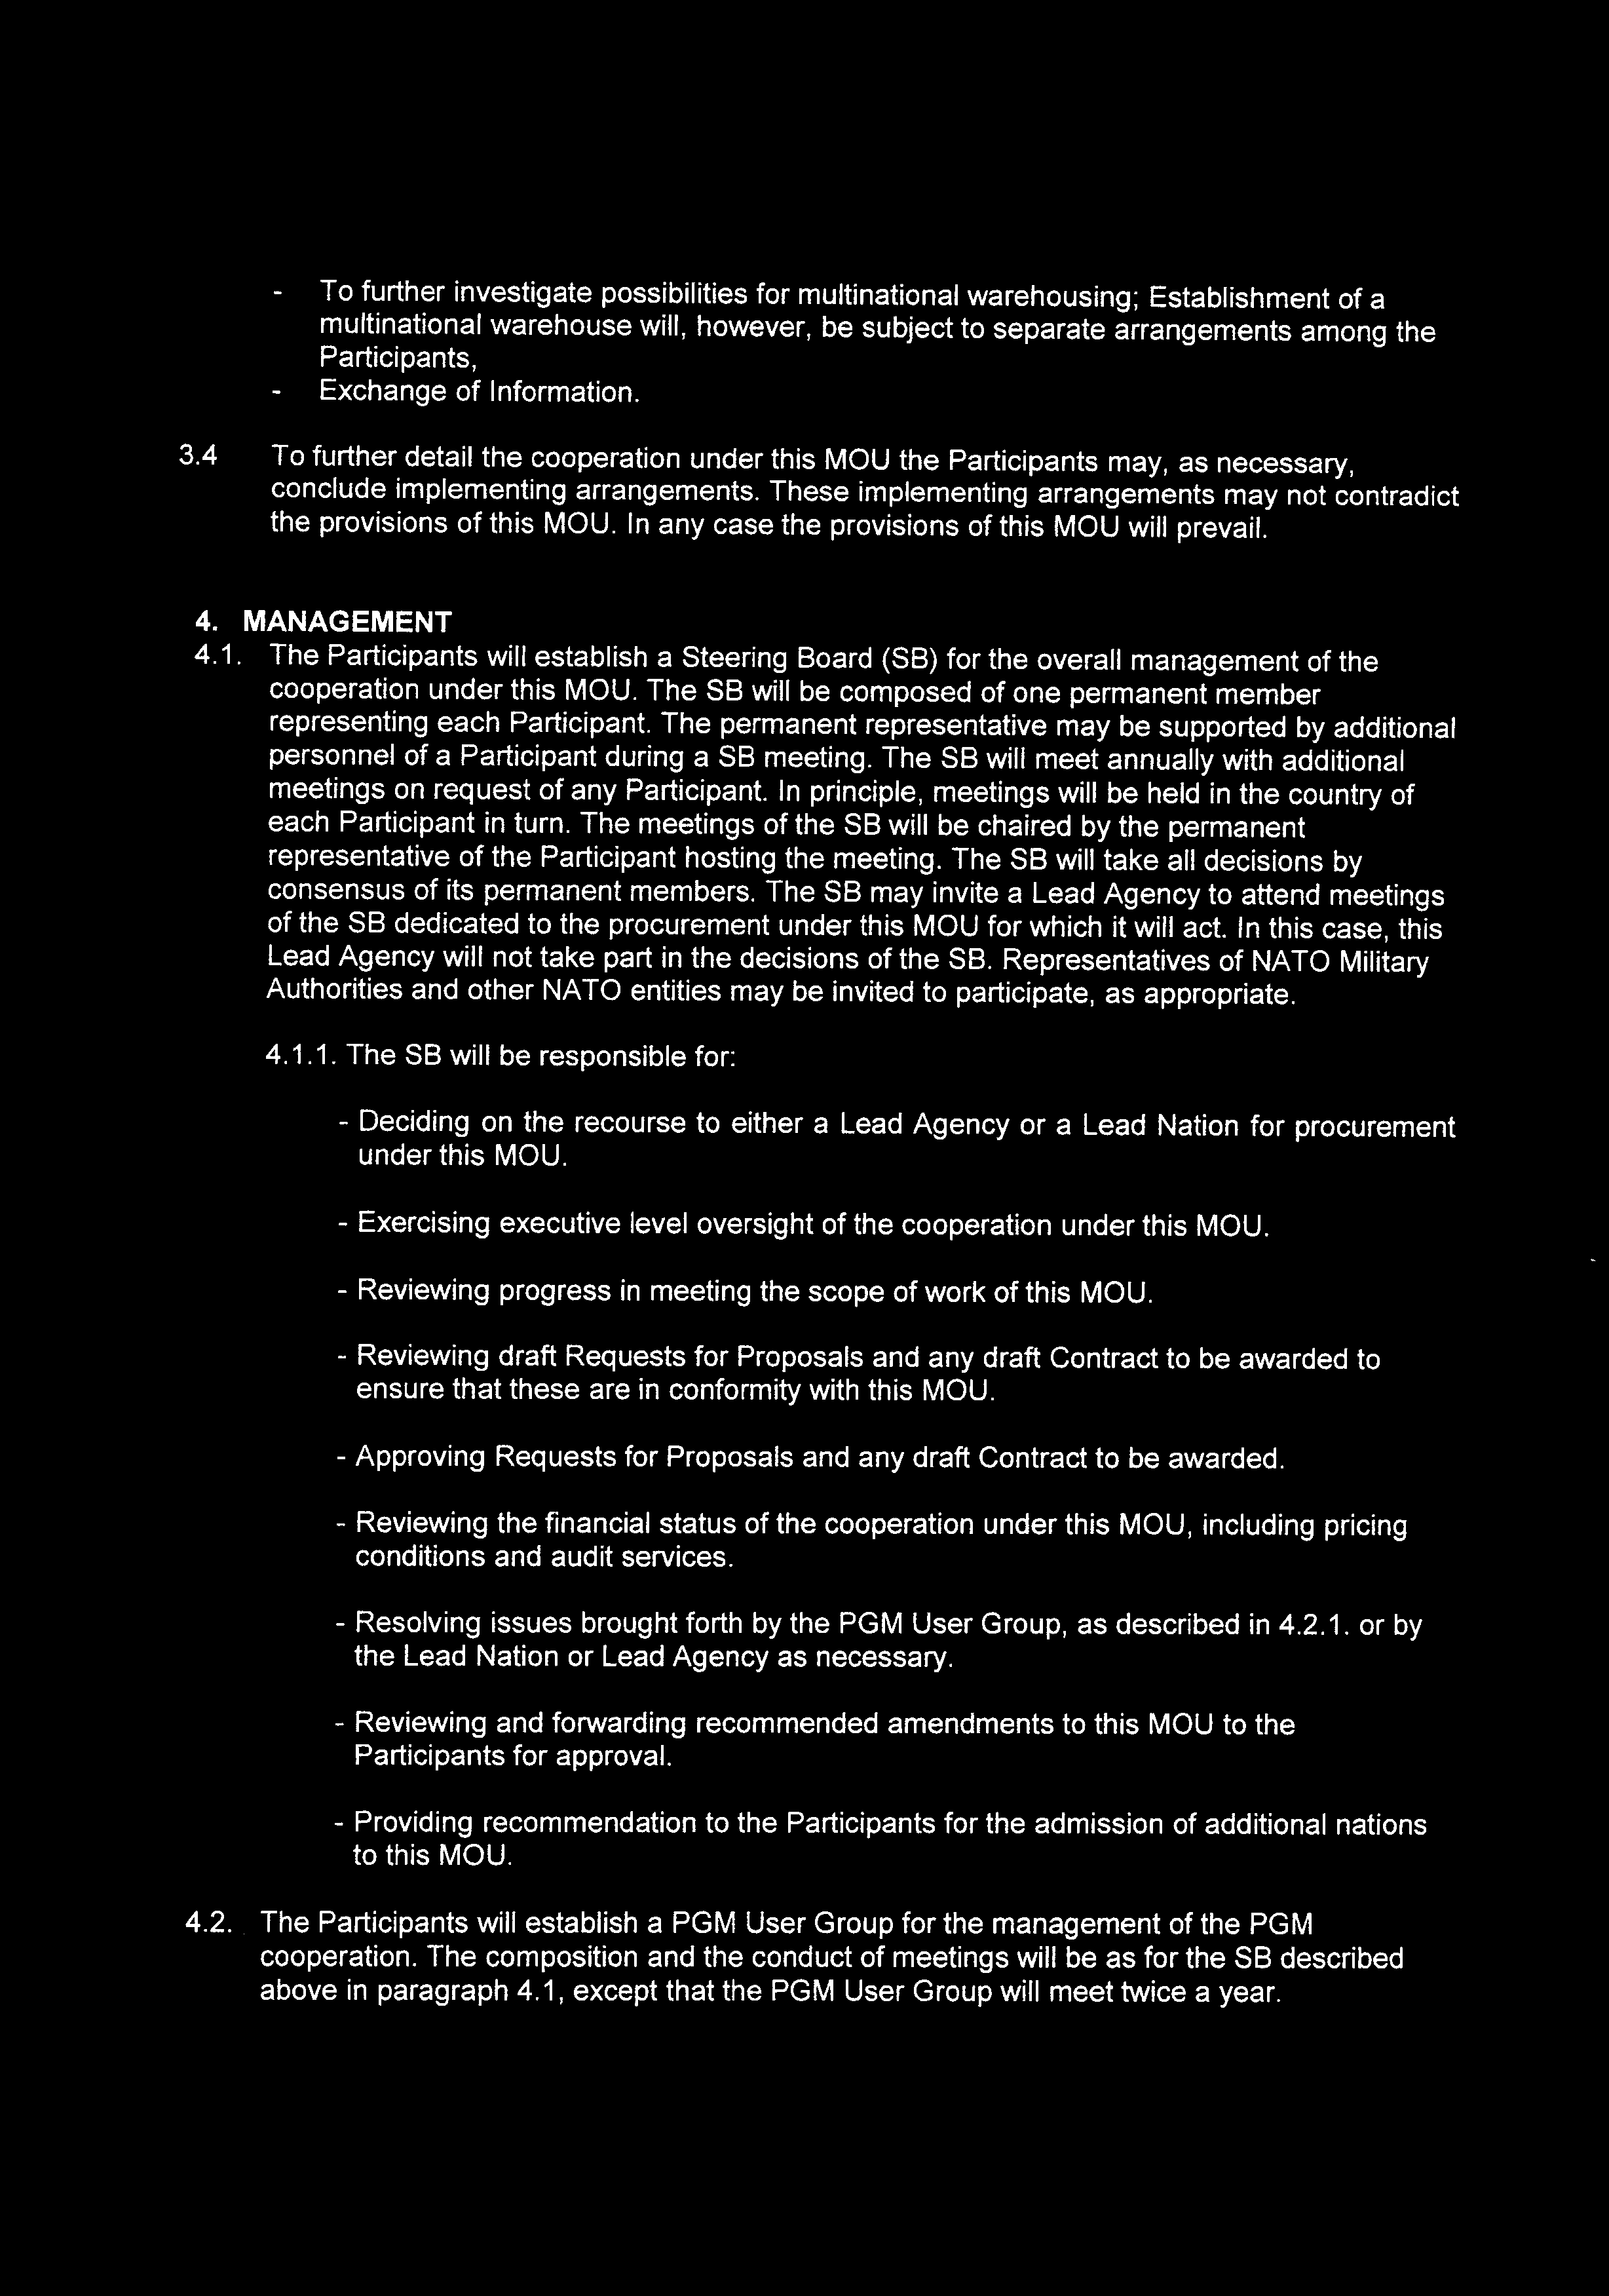 - To further investigate possibilities for multinational warehousing; Establishment of a
multinational warehouse will, however, be subject to separate arrangements among the
Participants,
- Exchange of Information.
3.4 To further detail the cooperation under this MOU the Participants may, as necessary,
conclude implementing arrangements. These implementing arrangements may not contradict
the provisions of this MOU. In any case the provisions of this MOU will prevail.
4. MANAGEMENT
4.1. The Participants will establish a Steering Board (SB) for the overall management of the
cooperation under this MOU. The SB will be composed of one permanent member
representing each Participant. The permanent representative may be supported by additional
personnel of a Participant during a SB meeting. The SB will meet annually with additional
meetings on request of any Participant. In principle, meetings will be held in the country of
each Participant in turn. The meetings of the SB will be chaired by the permanent
representative of the Participant hosting the meeting. The SB will take all decisions by
consensus of its permanent members. The SB may invite a Lead Agency to attend meetings
of the SB dedicated to the procurement under this MOU for which it will act. In this case, this
Lead Agency will not take part in the decisions of the SB. Representatives of NATO Military
Authorities and other NATO entities may be invited to participate, as appropriate.
4.1.1. The SB will be responsible for:
- Deciding on the recourse to either a Lead Agency or a Lead Nation for procurement
under this MOU.
- Exercising executive level oversight of the cooperation under this MOU.
- Reviewing progress in meeting the scope of work of this MOU.
- Reviewing draft Requests for Proposals and any draft Contract to be awarded to
ensure that these are in conformity with this MOU.
- Approving Requests for Proposals and any draft Contract to be awarded.
- Reviewing the financial status of the cooperation under this MOU, including pricing
conditions and audit services.
- Resolving issues brought forth by the PGM User Group, as described in 4.2.1. or by
the Lead Nation or Lead Agency as necessary.
- Reviewing and forwarding recommended amendments to this MOU to the
Participants for approval.
- Providing recommendation to the Participants for the admission of additional nations
to this MOU.
4.2. The Participants will establish a PGM User Group for the management of the PGM
cooperation. The composition and the conduct of meetings will be as for the SB described
above in paragraph 4.1, except that the PGM User Group will meet twice a year.